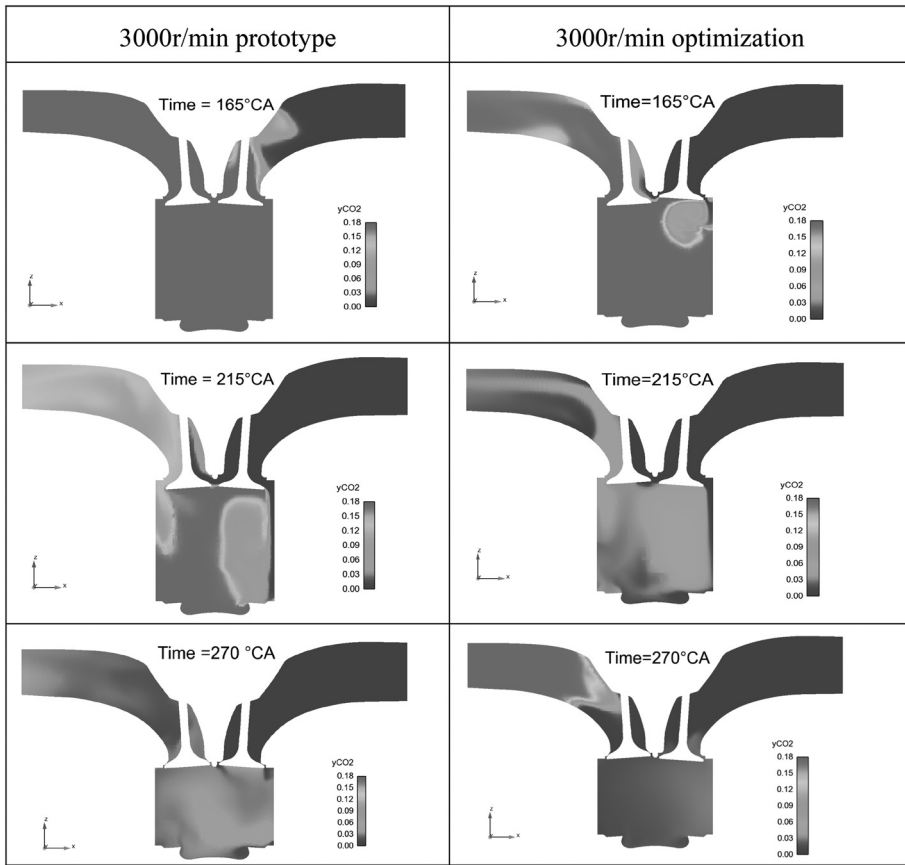 3000r/min prototype
3000r/min optimization
Time = 165°CA
yCO2
0.18
0.15
0.12
0.09
0.06
0.03
0.00
z
x
Time=165°CA
yCO2
0.18
0.15
0.12
0.09
0.06
0.03
0.00
z
x
Time = 215°CA
yCO2
0.18
0.15
0.12
0.09
0.06
0.03
0.00
z
x
Time=215°CA
yCO2
0.18
0.15
0.12
0.09
0.06
0.03
0.00
z
x
Time =270 °CA
yCO2
0.18
0.15
0.12
0.09
0.06
0.03
0.00
z
x
Time=270°CA
yCO2
0.18
0.15
0.12
0.09
0.06
0.03
0.00
z
x